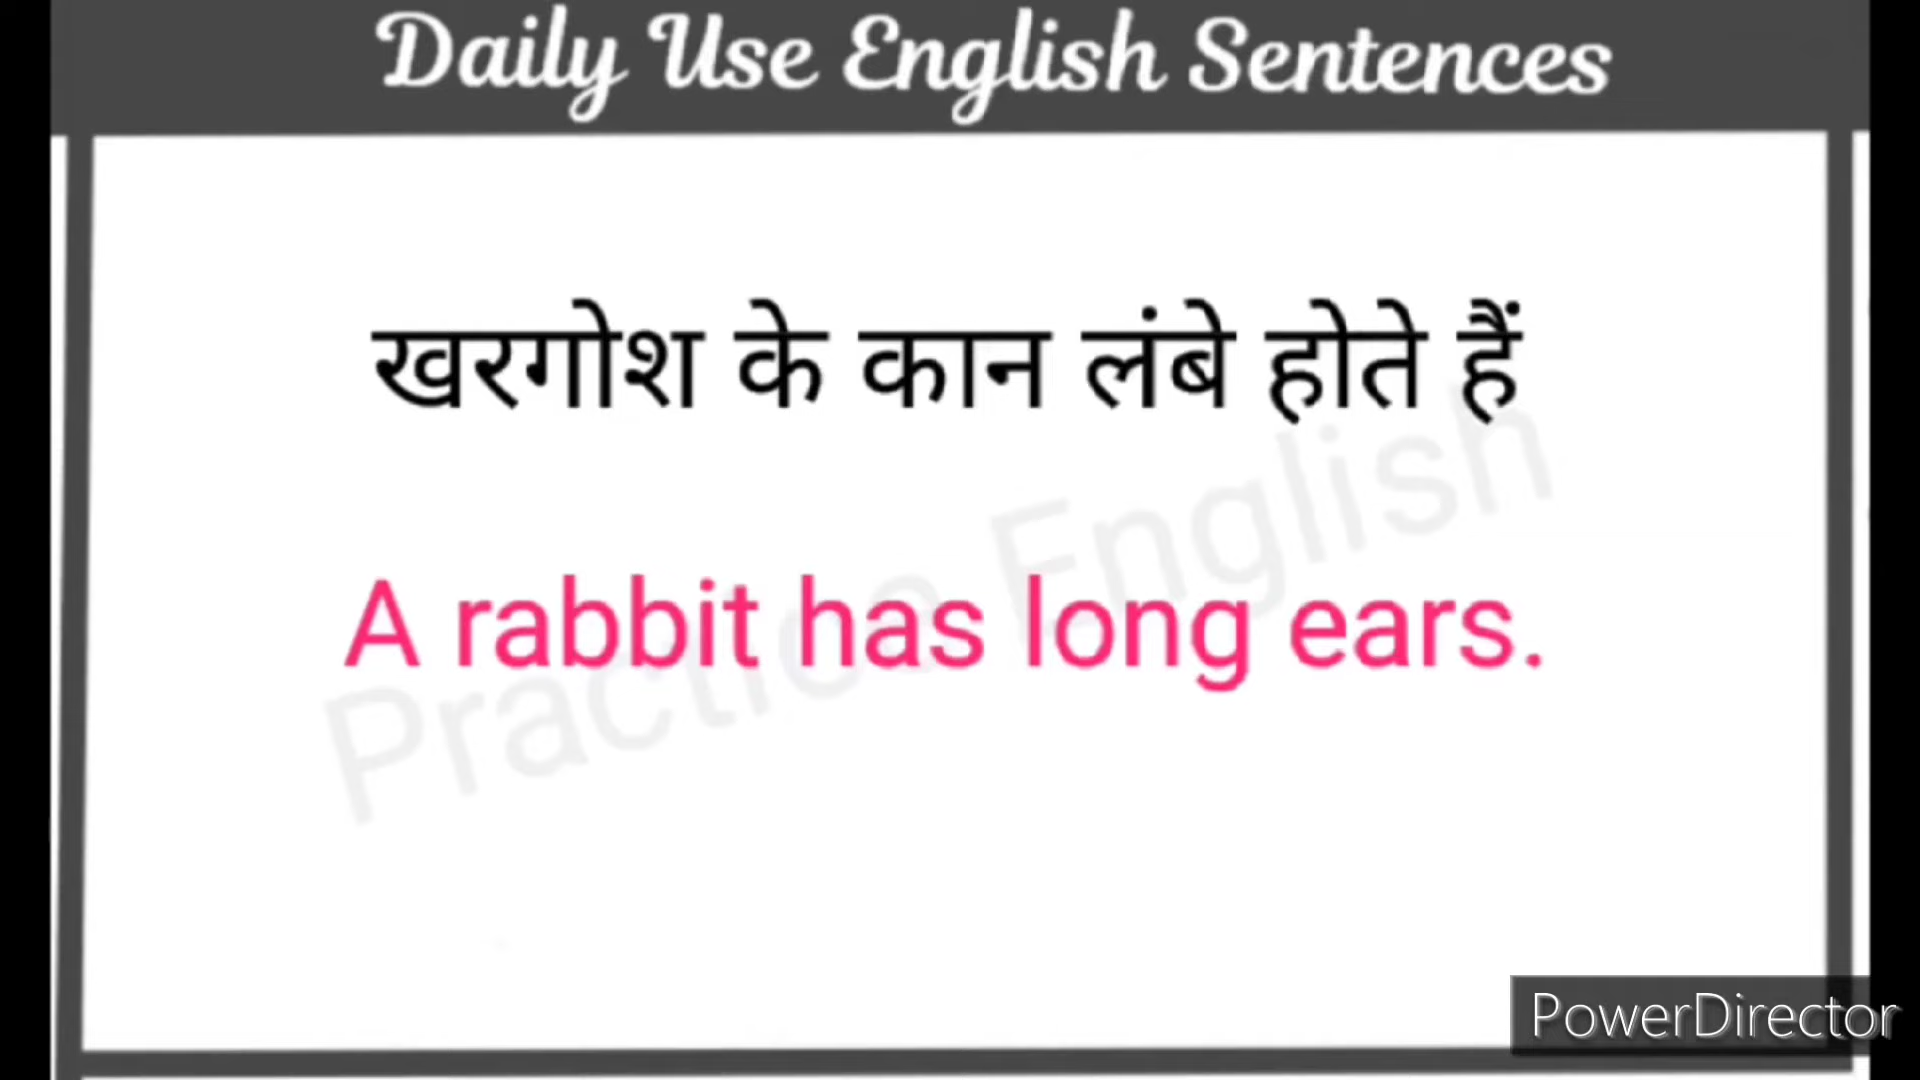 Daily Use English Sentences
खरगोश के कान लंबे होते हैं
A rabbit has long ears.
Practice English
PowerDirector